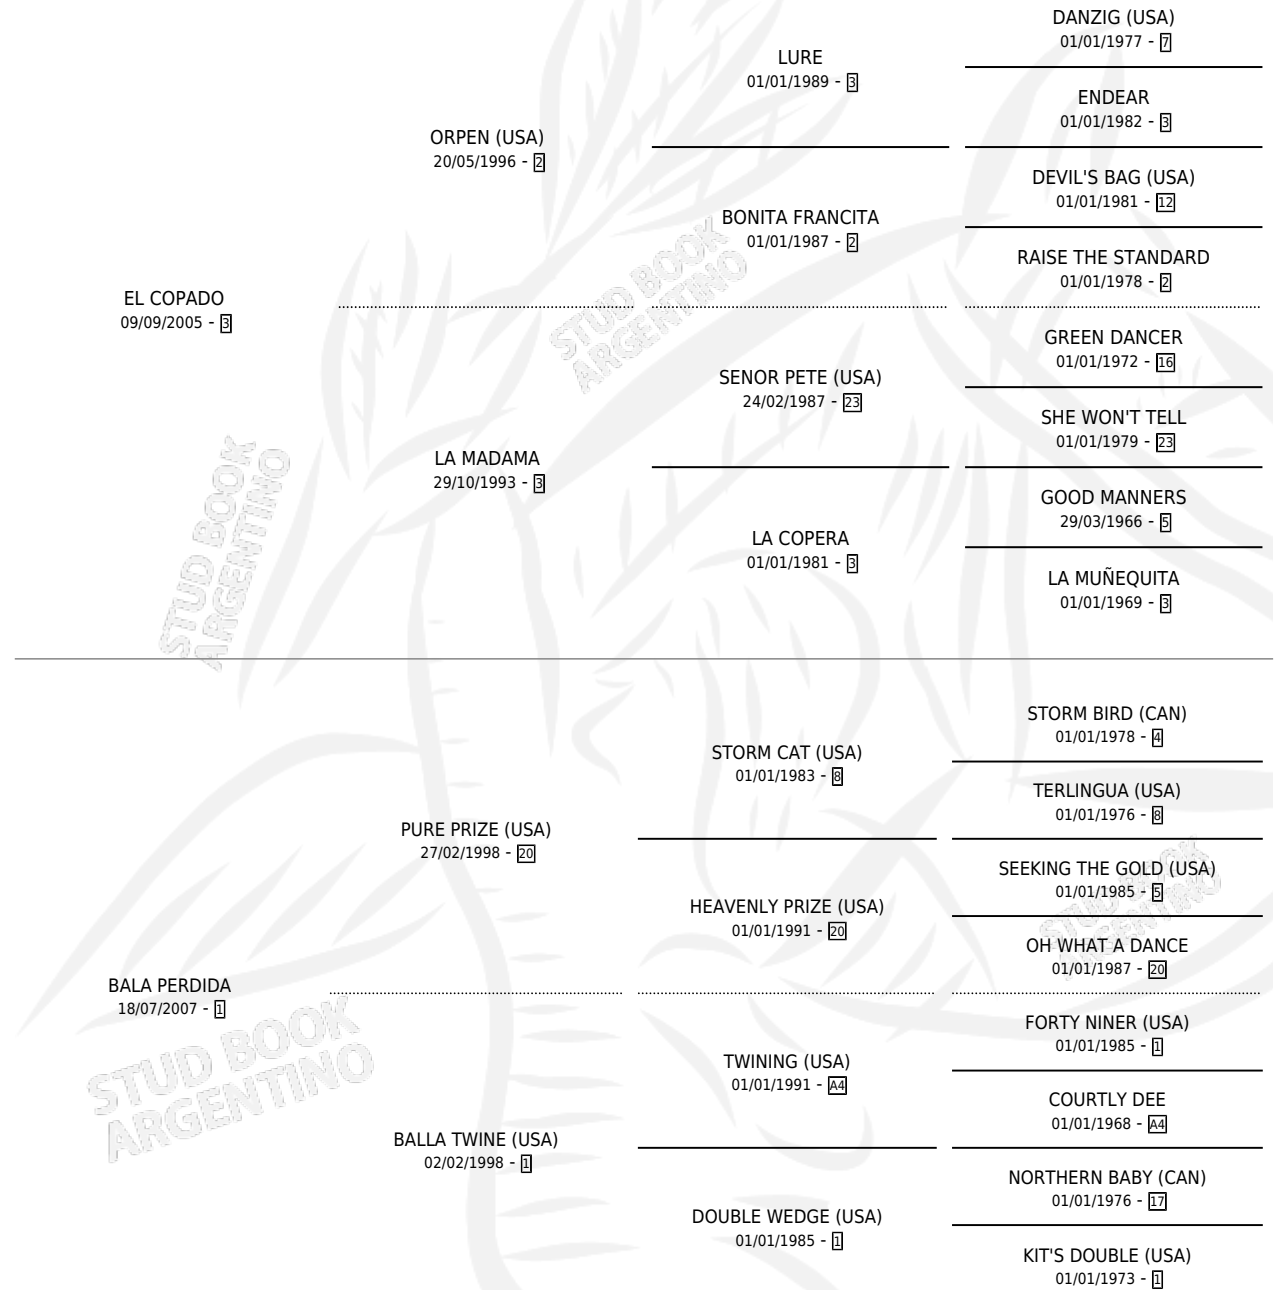 DANZIG (USA)
01/01/1977 - 7
LURE
01/01/1989 - 3
ENDEAR
01/01/1982 - 3
ORPEN (USA)
20/05/1996 - 2
DEVIL'S BAG (USA)
01/01/1981 - 12
BONITA FRANCITA
01/01/1987 - 2
RAISE THE STANDARD
01/01/1978 - 2
EL COPADO
09/09/2005 - 3
GREEN DANCER
01/01/1972 - 16
SENOR PETE (USA)
24/02/1987 - 23
SHE WON'T TELL
01/01/1979 - 23
LA MADAMA
29/10/1993 - 3
GOOD MANNERS
29/03/1966 - 5
LA COPERA
01/01/1981 - 3
LA MUÑEQUITA
01/01/1969 - 3
STORM BIRD (CAN)
01/01/1978 - 4
STORM CAT (USA)
01/01/1983 - 8
TERLINGUA (USA)
01/01/1976 - 8
PURE PRIZE (USA)
27/02/1998 - 20
SEEKING THE GOLD (USA)
01/01/1985 - 5
HEAVENLY PRIZE (USA)
01/01/1991 - 20
OH WHAT A DANCE
01/01/1987 - 20
BALA PERDIDA
18/07/2007 - 1
FORTY NINER (USA)
01/01/1985 - 1
TWINING (USA)
01/01/1991 - A4
COURTLY DEE
01/01/1968 - A4
BALLA TWINE (USA)
02/02/1998 - 1
NORTHERN BABY (CAN)
01/01/1976 - 17
DOUBLE WEDGE (USA)
01/01/1985 - 1
KIT'S DOUBLE (USA)
01/01/1973 - 1
STUD BOOK
ARGENTINO
STUD BOOK
ARGENTINO
STUD BOOK
ARGENTINO
STUD BOOK
ARGENTINO